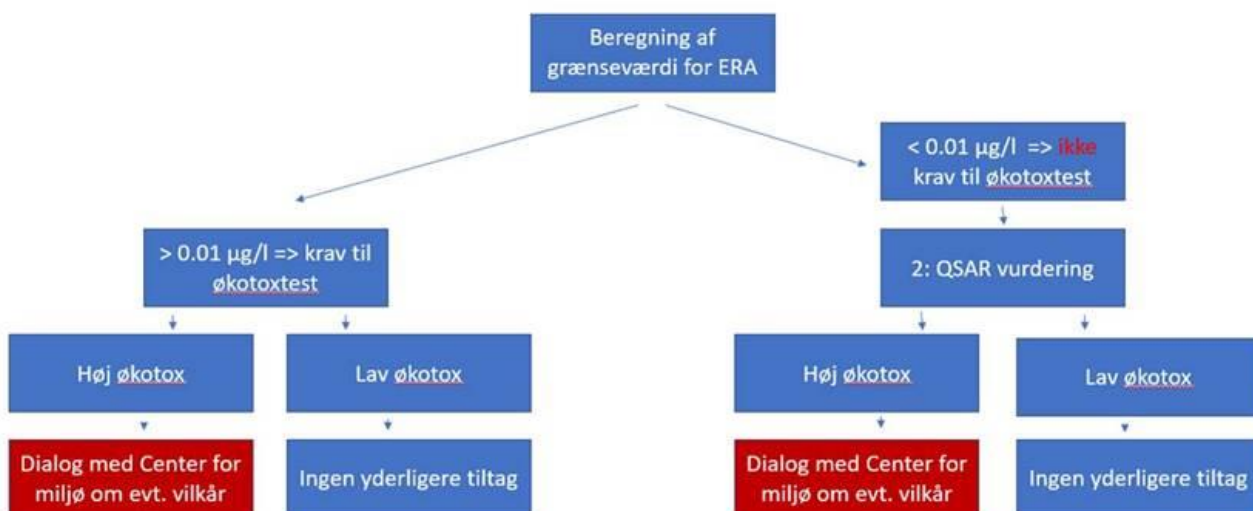 Beregning af
grænseværdi for ERA
< 0.01 µg/l => ikke
krav til økotoxtest
> 0.01 µg/l => krav til
økotoxtest
2: QSAR vurdering
Høj økotox
Lav økotox
Høj økotox
Lav økotox
Dialog med Center for
miljø om evt. vilkår
Ingen yderligere tiltag
Dialog med Center for
miljø om evt. vilkår
Ingen yderligere tiltag